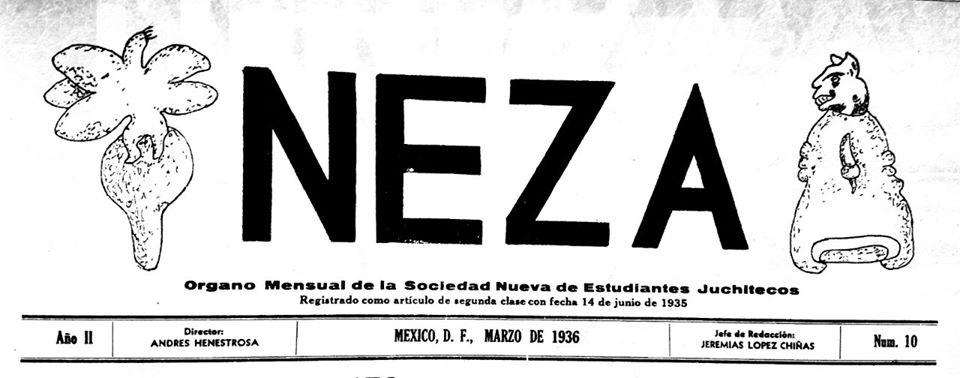 NEZA
Organo Mensual de la Sociedad Nueva de Estudiantes Juchitecos
Registrado como artículo de segunda clase con fecha 14 de junio de 1935
Año II
Director:
ANDRES HENESTROSA
MEXICO, D. F., MARZO DE 1936
Jefe de Redacción:
JEREMIAS LOPEZ CHIÑAS
Num. 10